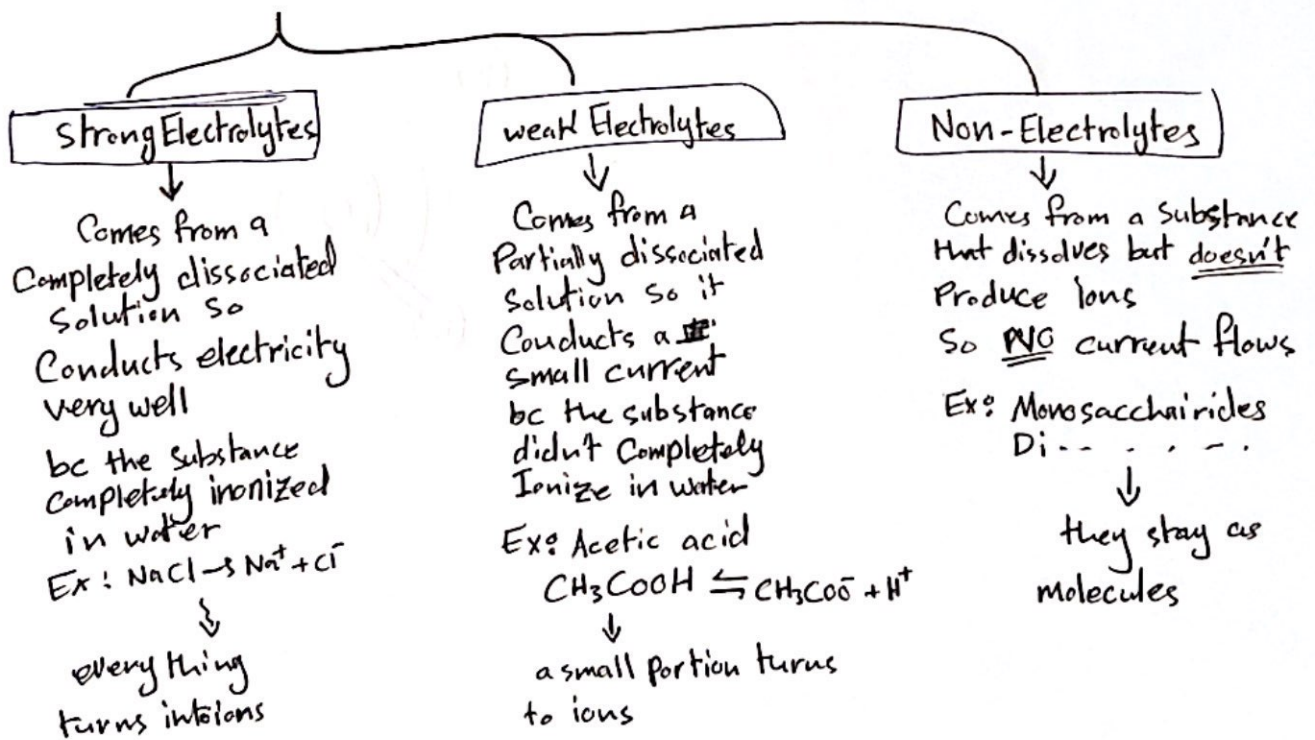 Strong Electrolytes
Comes from a
Completely dissociated
Solution So
Conducts electricity
very well
bc the substance
completely inonized
in water
Ex: NaCl → Na⁺ + Cl⁻
everything
turns into ions
weak Electrolytes
Comes from a
Partially dissociated
Solution So it
Conducts a
small current
bc the substance
didn't Completely
Ionize in water
Ex: Acetic acid
CH₃COOH ⇆ CH₃COO⁻ + H⁺
a small portion turns
to ions
Non-Electrolytes
Comes from a Substance
that dissolves but doesn't
Produce Ions
So NO current flows
Ex: Monosacchairides
Di-- . . - .
they stay as
molecules